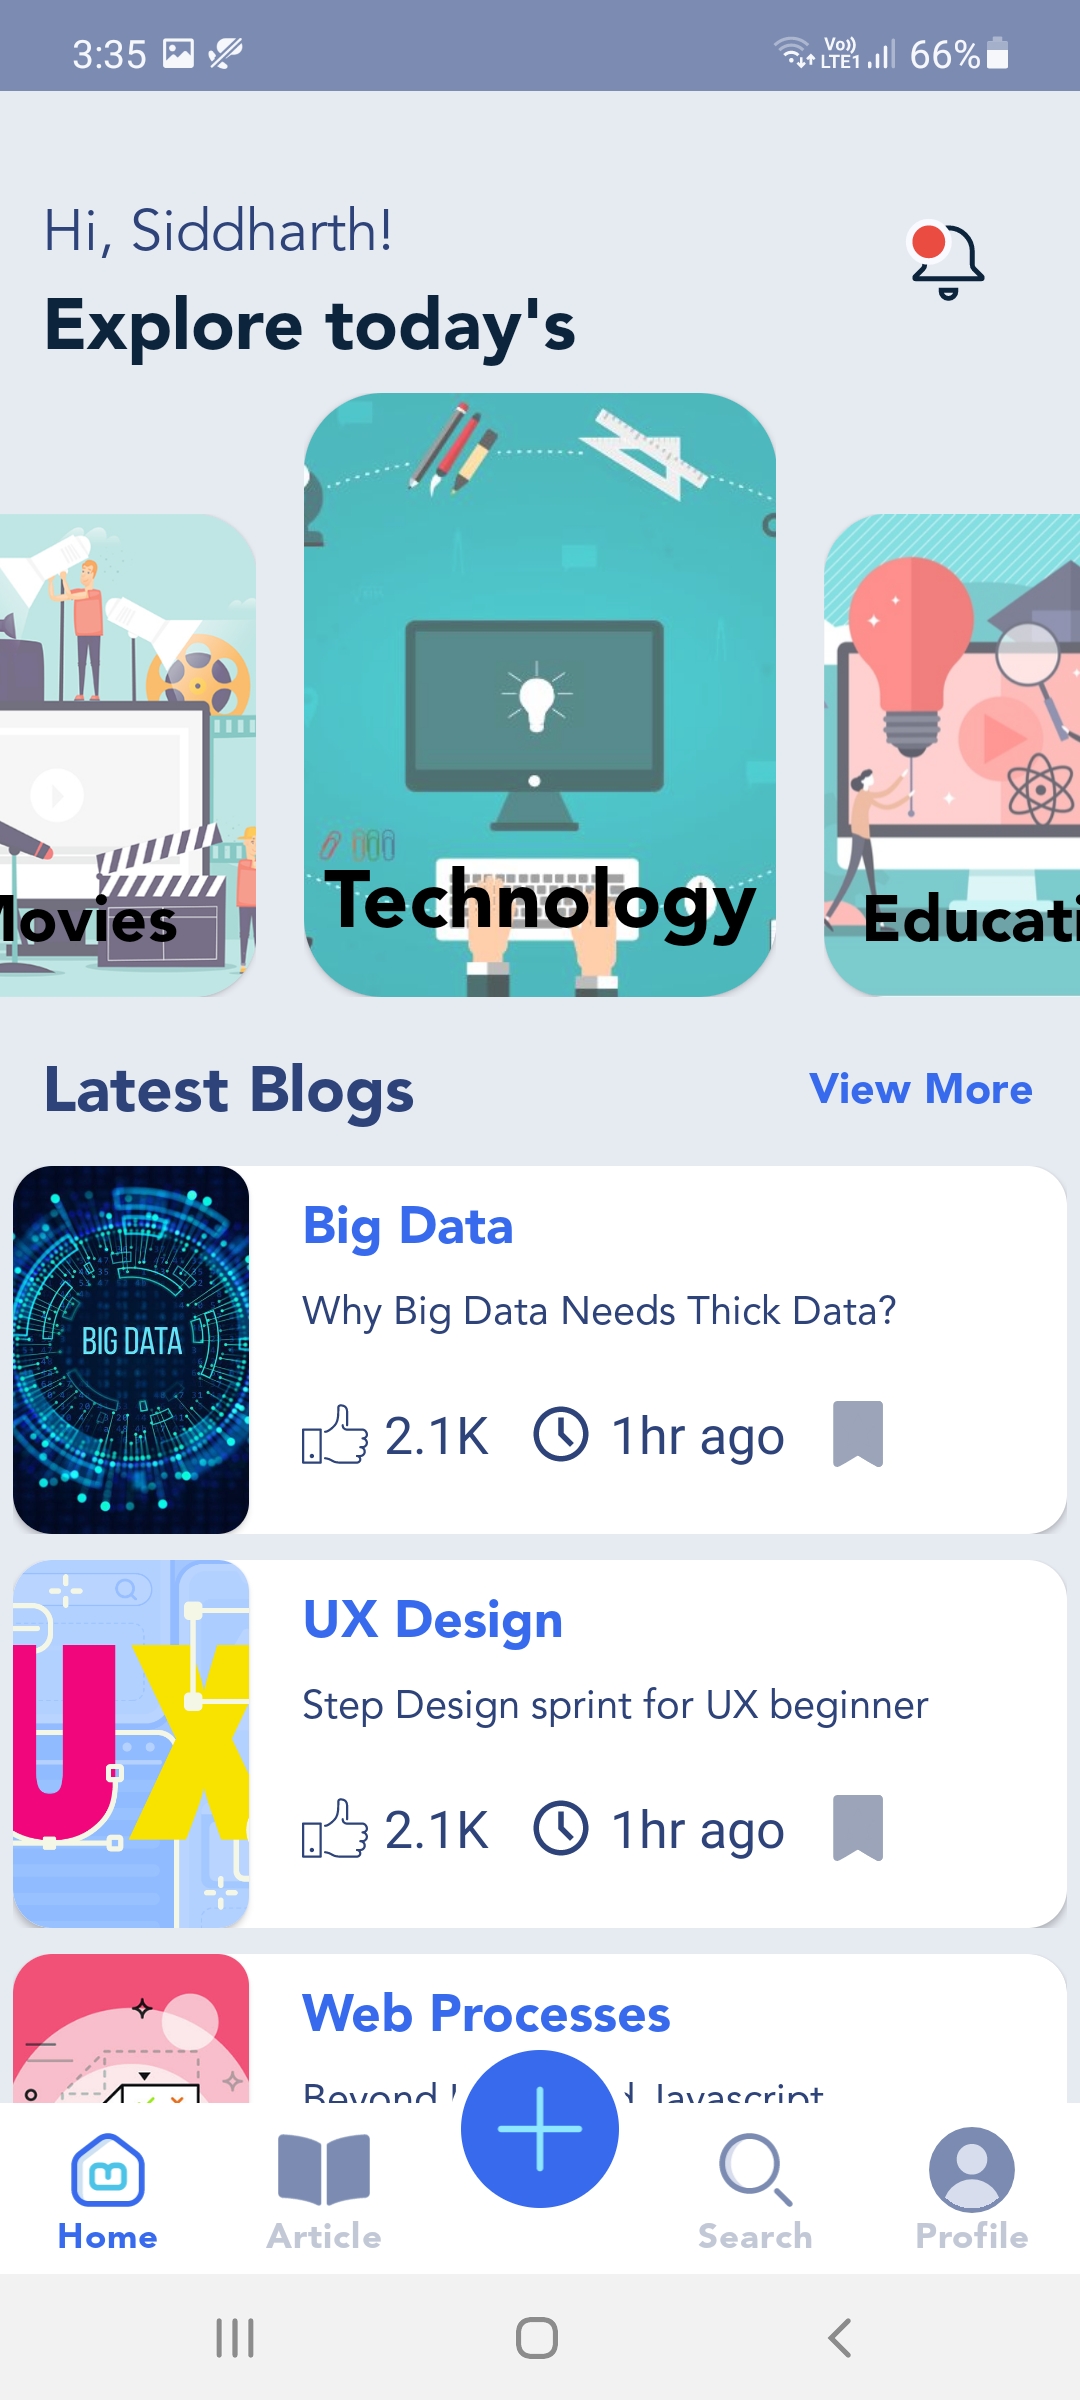 3:35 Vo)) LTE1 66%
Hi, Siddharth!
Explore today's
Movies
Technology
Educati
Latest Blogs View More
BIG DATA
Big Data
Why Big Data Needs Thick Data?
2.1K 1hr ago
UX
UX Design
Step Design sprint for UX beginner
2.1K 1hr ago
Web Processes
Beyond Javascript
Home Article Search Profile